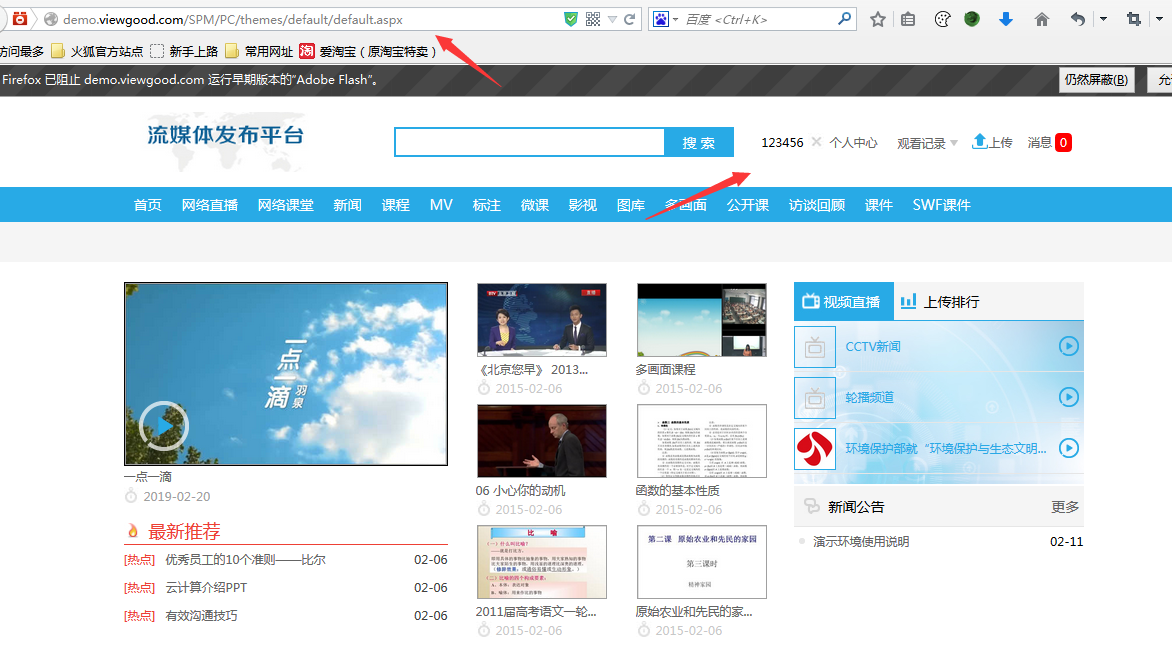 demo.viewgood.com/SPM/PC/themes/default/default.aspx
百度 <Ctrl+K>
访问最多 火狐官方站点 新手上路 常用网址 淘 爱淘宝（原淘宝特卖）
Firefox 已阻止 demo.viewgood.com 运行早期版本的“Adobe Flash”。
仍然屏蔽(B)
允
流媒体发布平台
搜 索
123456 × 个人中心 观看记录 上传 消息 0
首页 网络直播 网络课堂 新闻 课程 MV 标注 微课 影视 图库 多画面 公开课 访谈回顾 课件 SWF课件
一点一滴
羽泉
一点一滴
2019-02-20
最新推荐
[热点] 优秀员工的10个准则——比尔 02-06
[热点] 云计算介绍PPT 02-06
[热点] 有效沟通技巧 02-06
《北京您早》 2013...
2015-02-06
多画面课程
2015-02-06
06 小心你的动机
2015-02-06
函数的基本性质
2015-02-06
比 喻
2011届高考语文一轮...
2015-02-06
第二课 原始农业和先民的家园
第三课时
精神家园
原始农业和先民的家...
2015-02-06
视频直播 上传排行
CCTV新闻
轮播频道
环境保护部就“环境保护与生态文明...
新闻公告 更多
演示环境使用说明 02-11